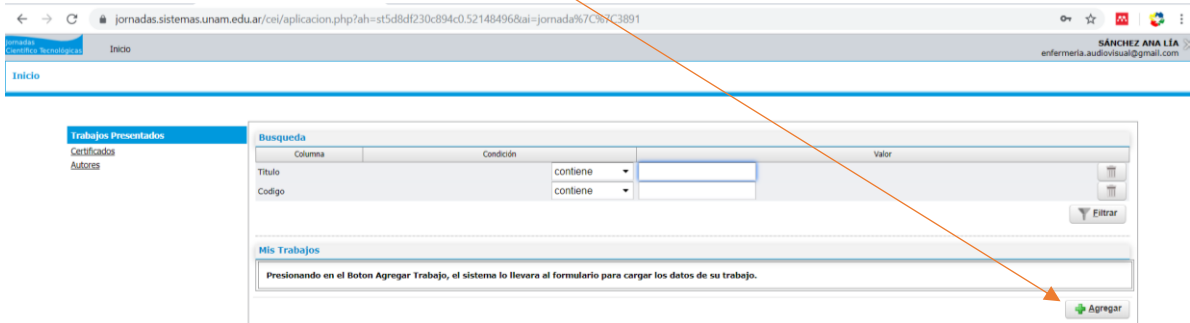 jornadas.sistemas.unam.edu.ar/cei/aplicacion.php?ah=st5d8df230c894c0.52148496&ai=jornada%7C%7C3891
Jornadas
Científico Tecnológicas
Inicio
SÁNCHEZ ANA LÍA
enfermeria.audiovisual@gmail.com
Inicio
Trabajos Presentados
Certificados
Autores
Busqueda
Columna Condición Valor
Titulo contiene
Codigo contiene
Filtrar
Mis Trabajos
Presionando en el Boton Agregar Trabajo, el sistema lo llevara al formulario para cargar los datos de su trabajo.
Agregar